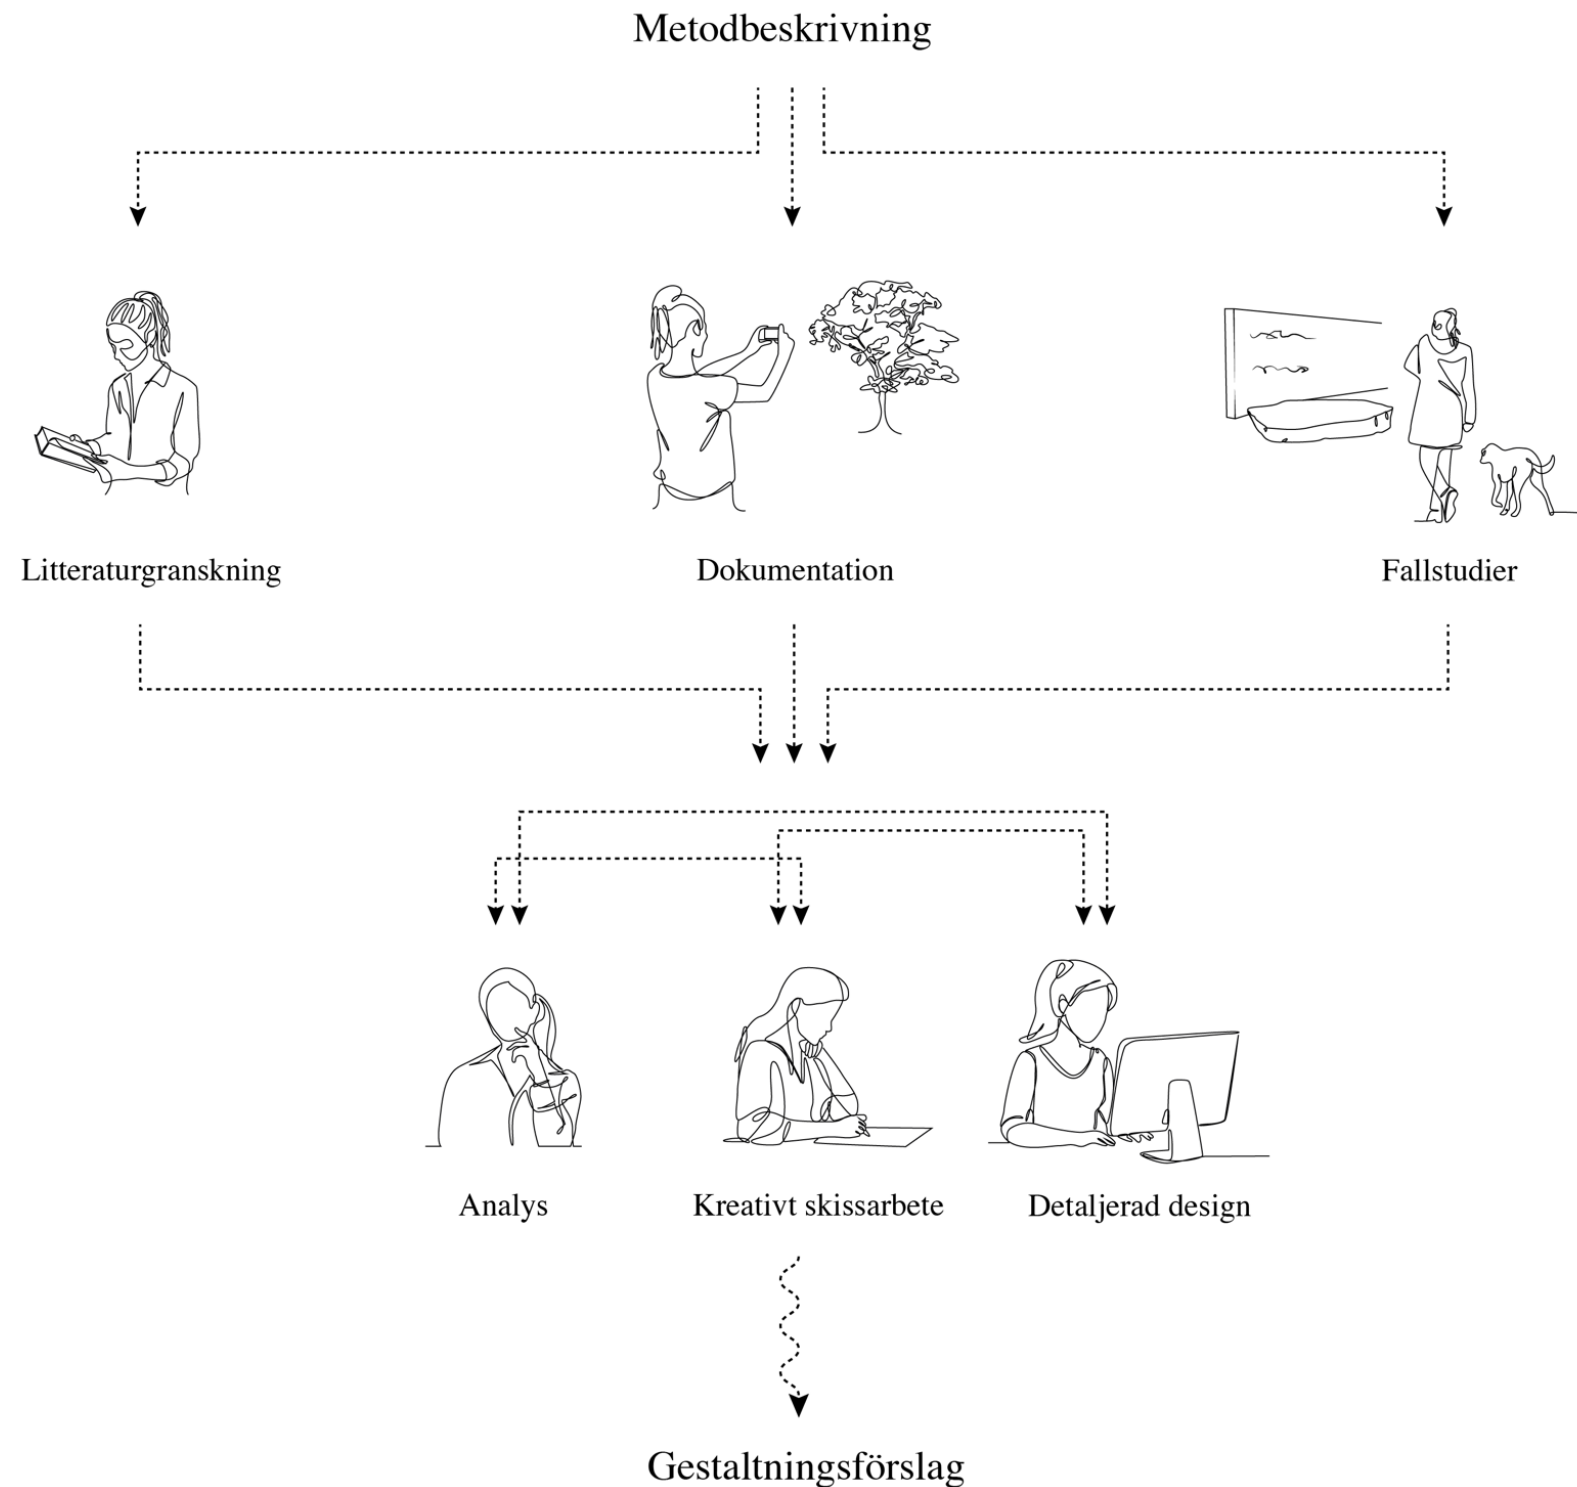 Metodbeskrivning
Litteraturgranskning
Dokumentation
Fallstudier
Analys
Kreativt skissarbete
Detaljerad design
Gestaltningsförslag